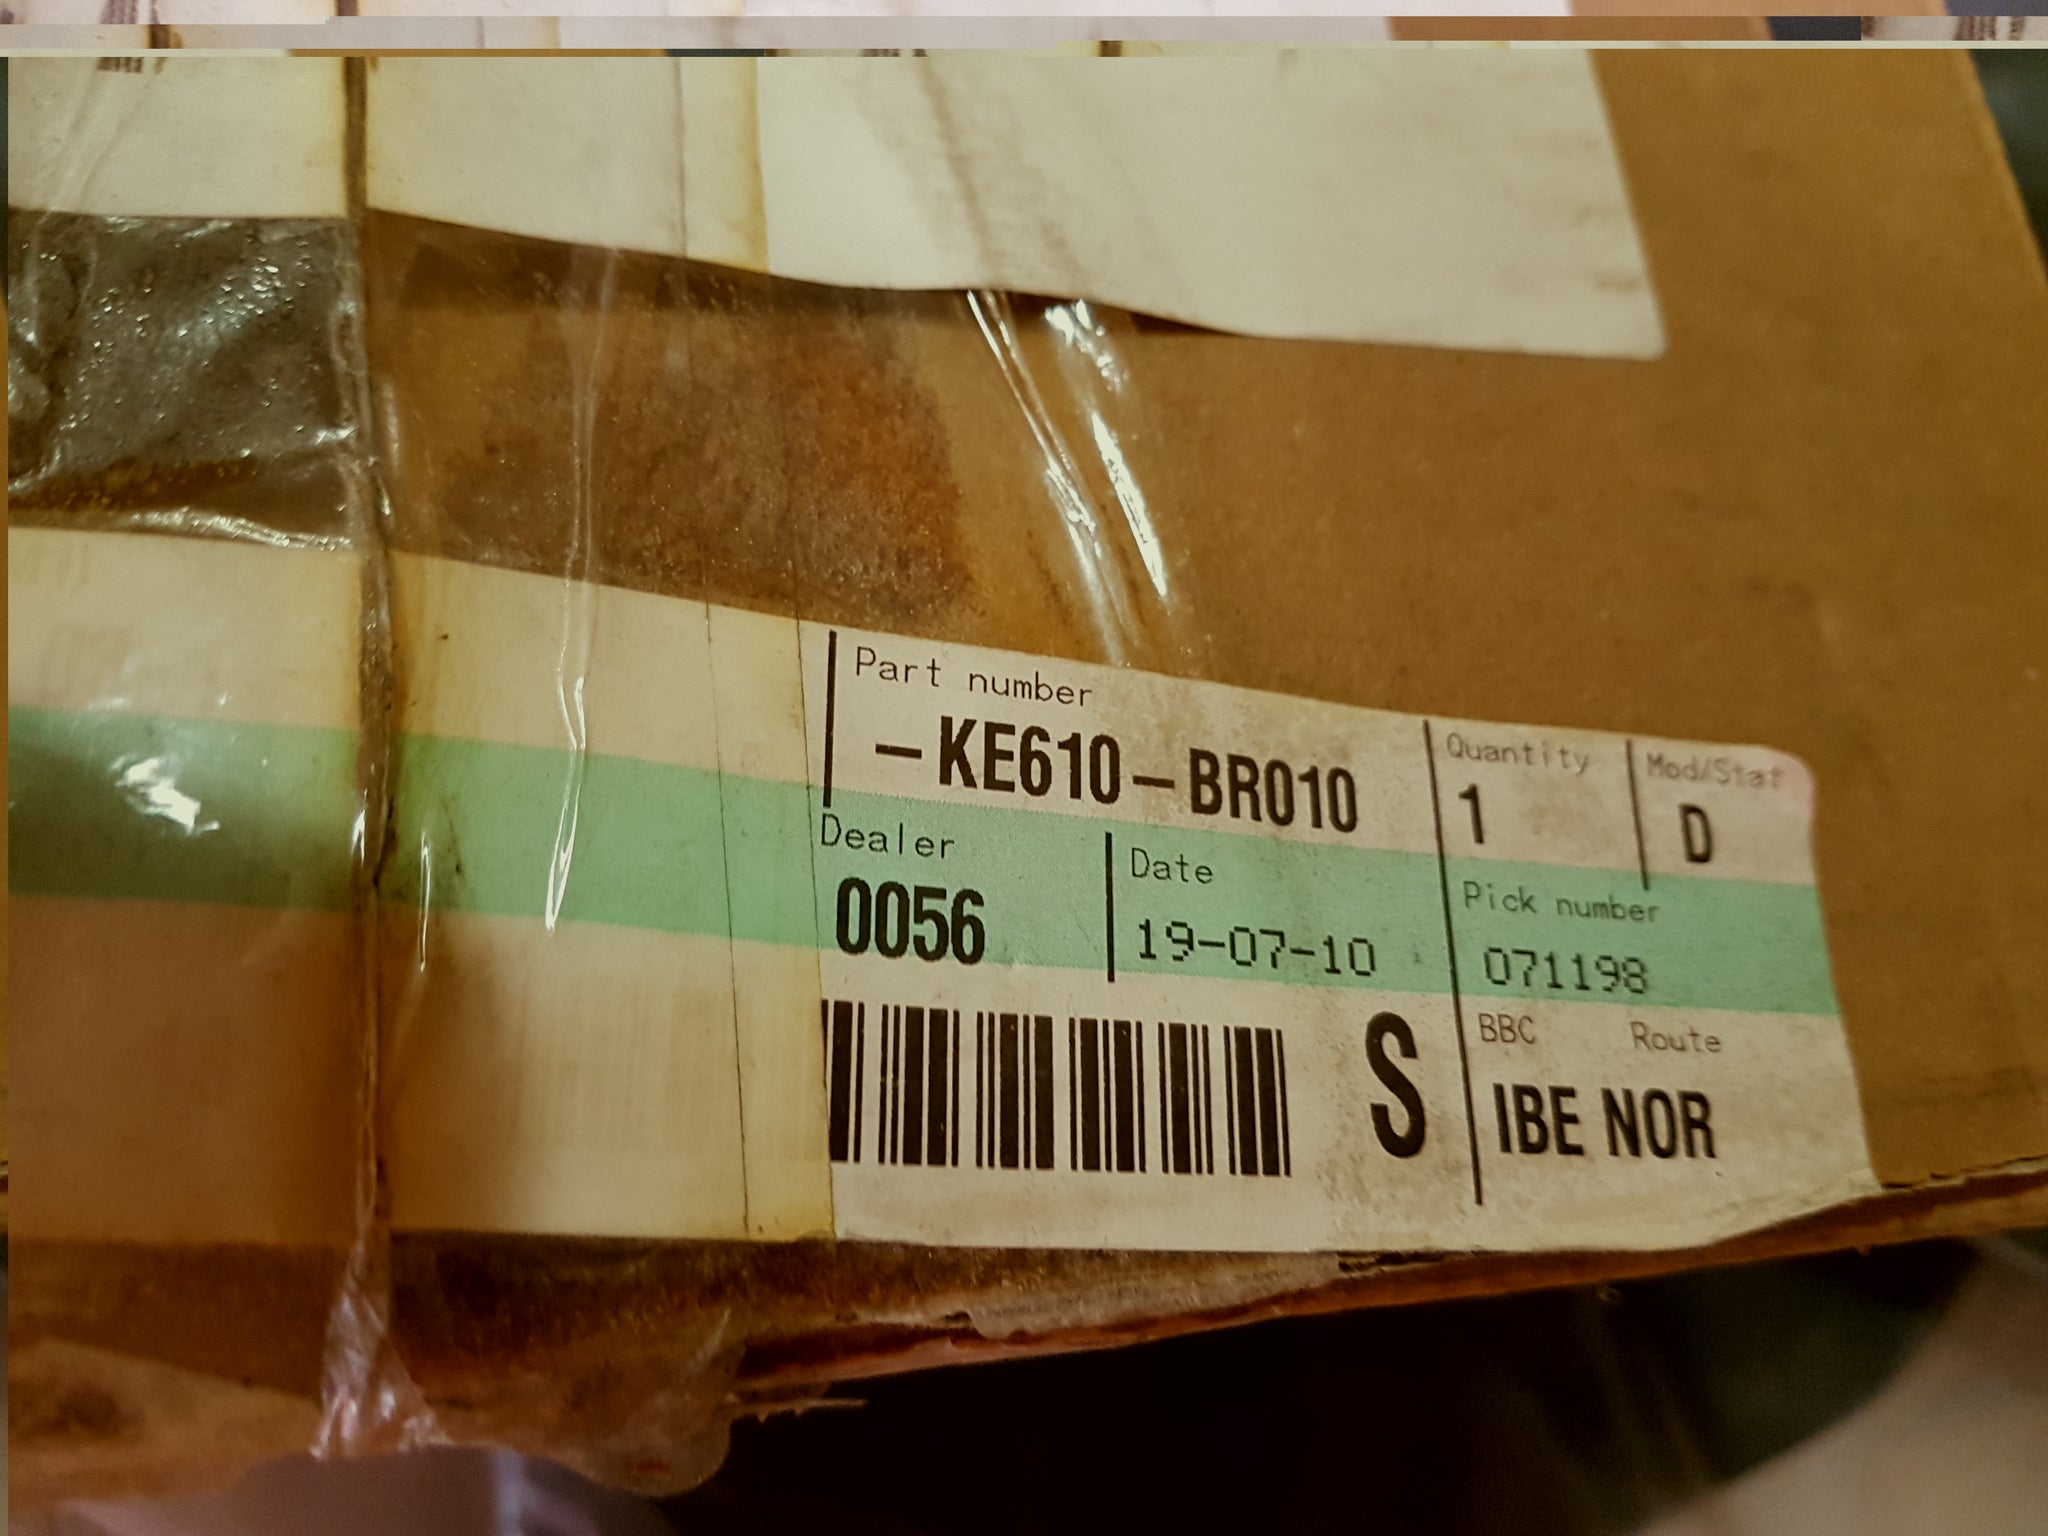 Part number
-KE610-BR010
Quantity
1
Mod/Stat
D
Dealer
0056
Date
19-07-10
Pick number
071198
S
BBC Route
IBE NOR